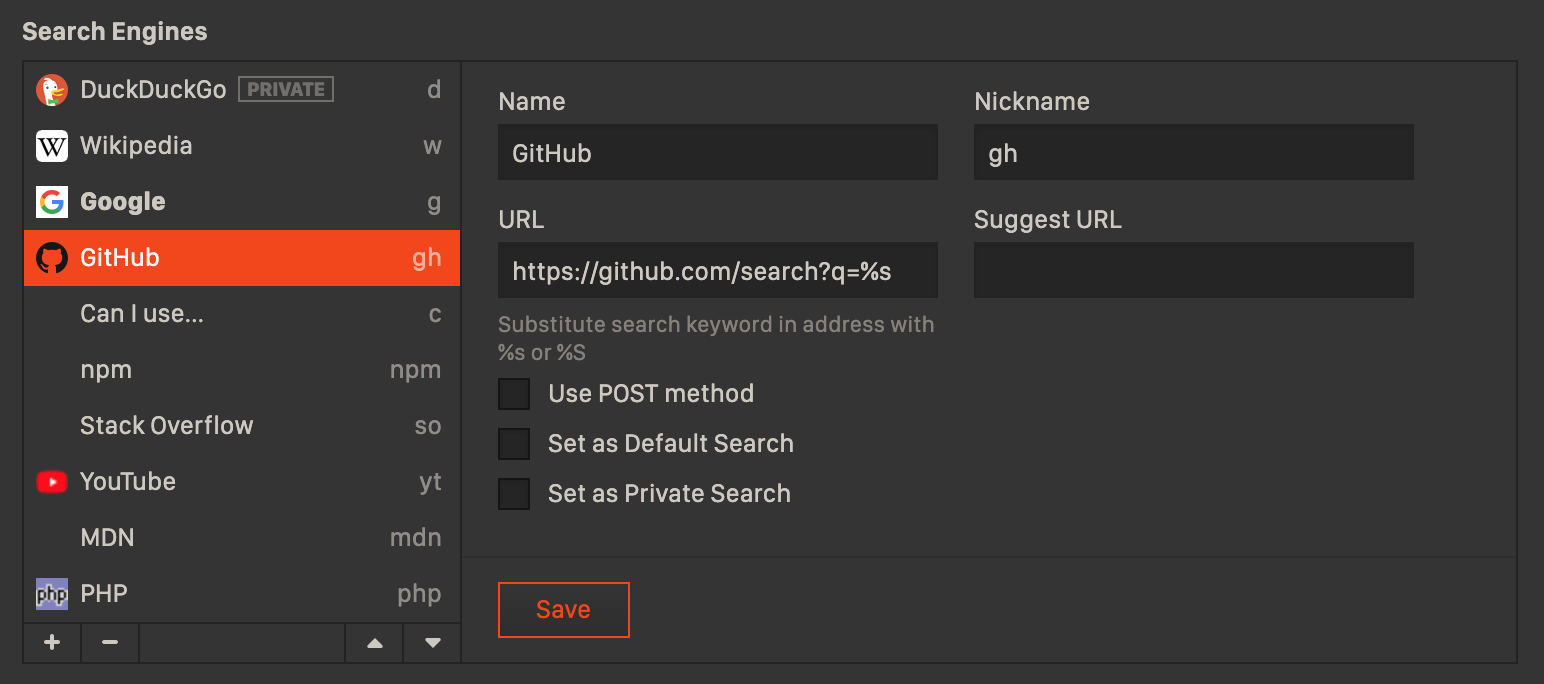 Search Engines
DuckDuckGo PRIVATE d
W Wikipedia w
G Google g
GitHub gh
Can I use... c
npm npm
Stack Overflow so
YouTube yt
MDN mdn
php PHP php
Name
GitHub
Nickname
gh
URL
https://github.com/search?q=%s
Suggest URL
Substitute search keyword in address with
%s or %S
Use POST method
Set as Default Search
Set as Private Search
Save